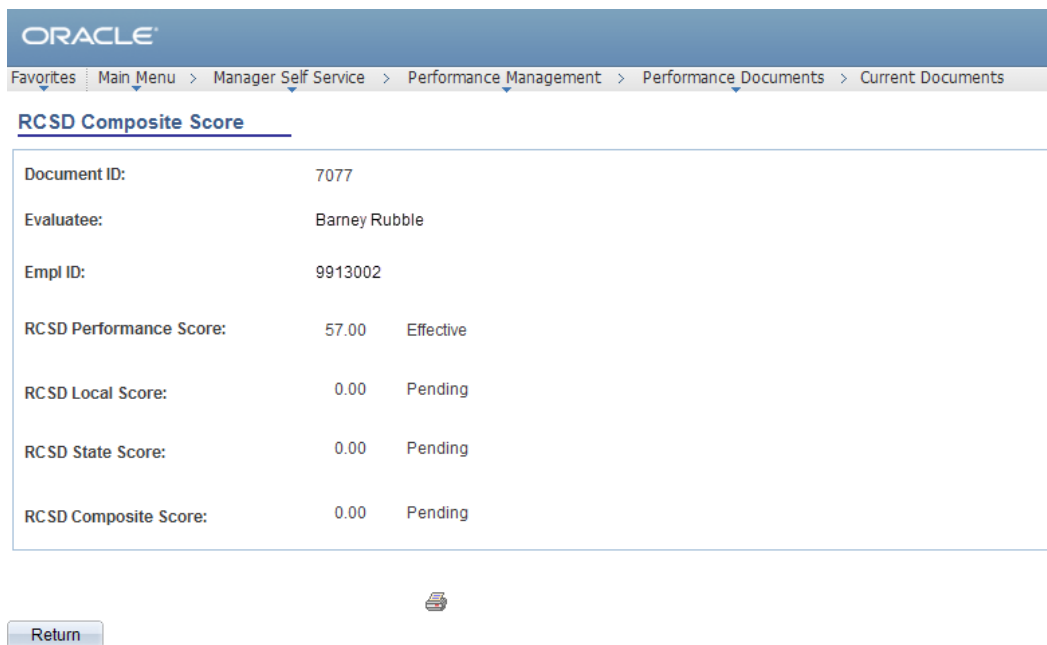 ORACLE
Favorites Main Menu > Manager Self Service > Performance Management > Performance Documents > Current Documents
RCSD Composite Score
Document ID: 7077
Evaluatee: Barney Rubble
Empl ID: 9913002
RCSD Performance Score: 57.00 Effective
RCSD Local Score: 0.00 Pending
RCSD State Score: 0.00 Pending
RCSD Composite Score: 0.00 Pending
Return